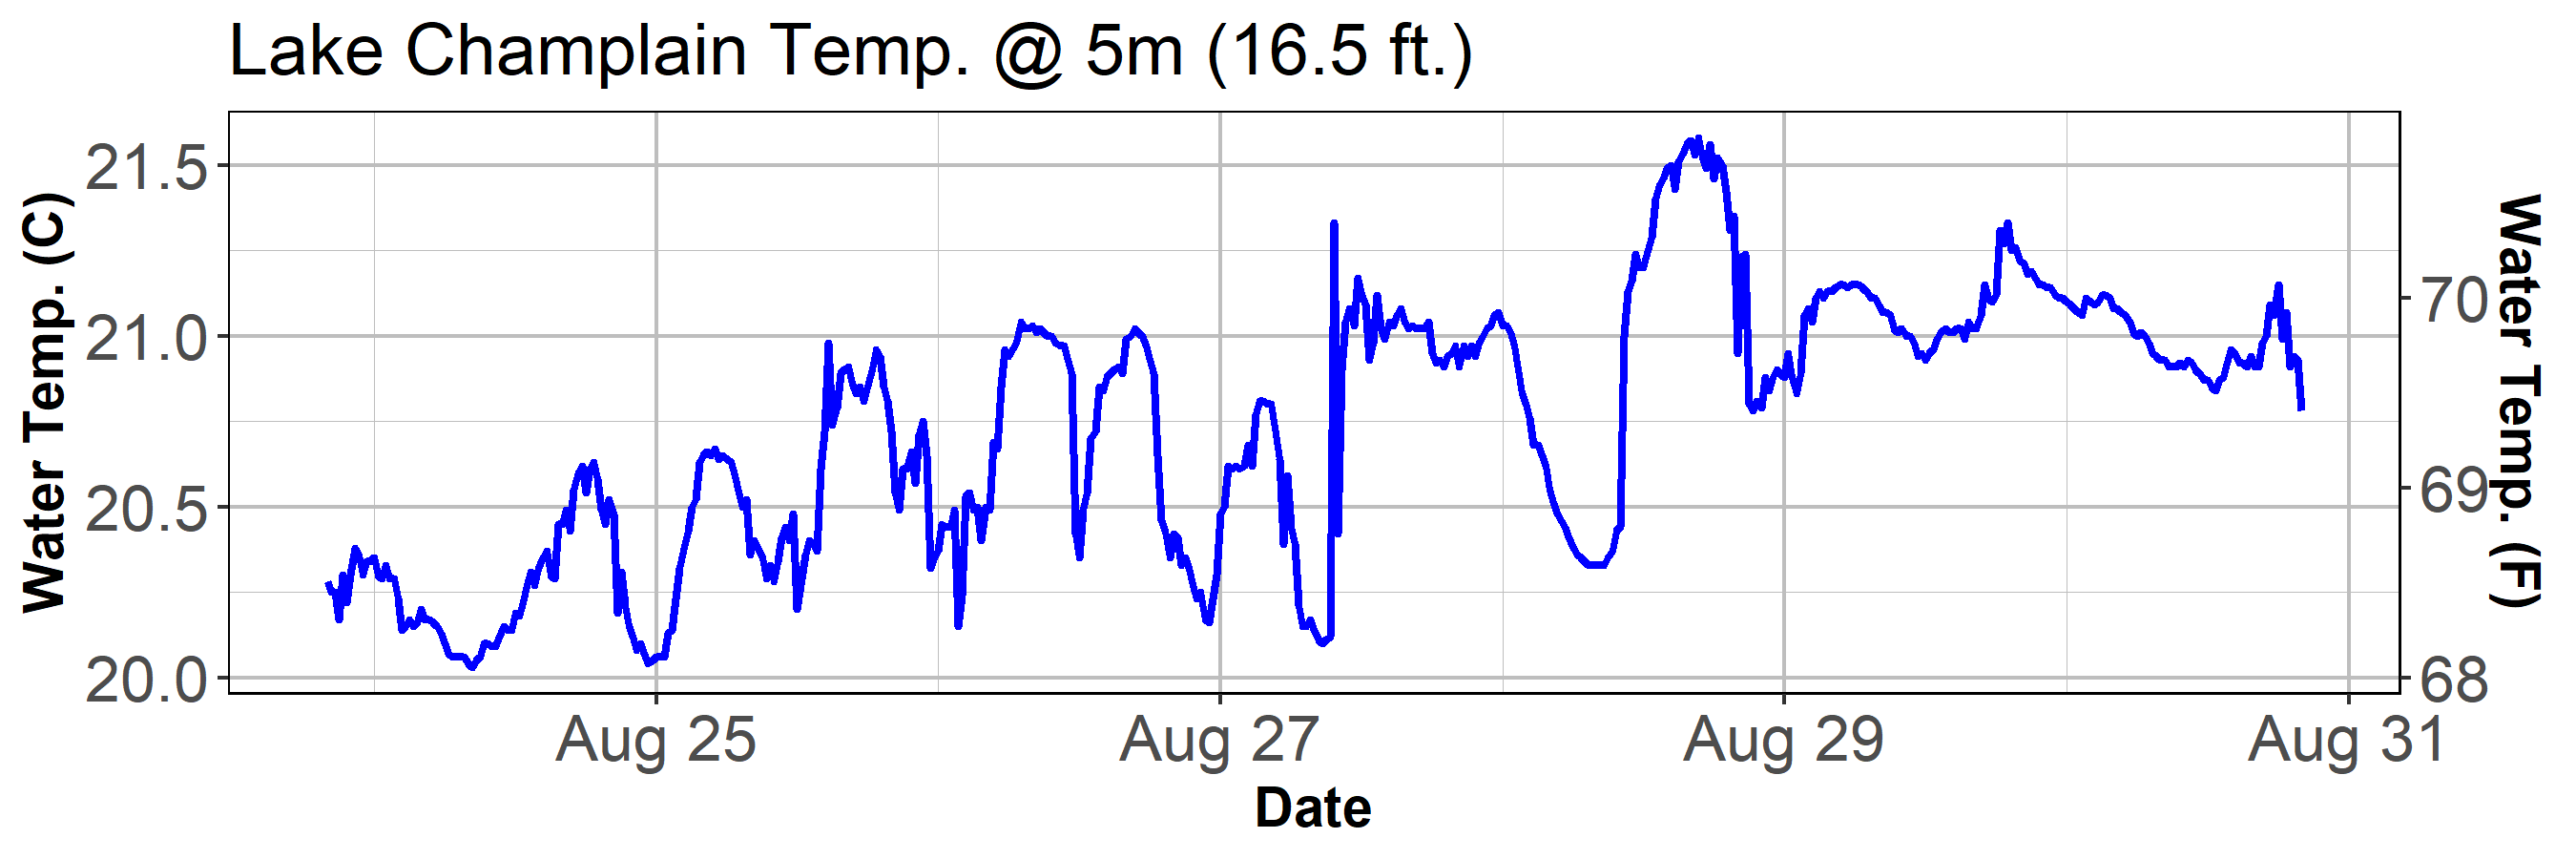 Lake Champlain Temp. @ 5m (16.5 ft.)
Water Temp. (C)
21.5
21.0
20.5
20.0
70
69
68
Water Temp. (F)
Aug 25
Aug 27
Aug 29
Aug 31
Date